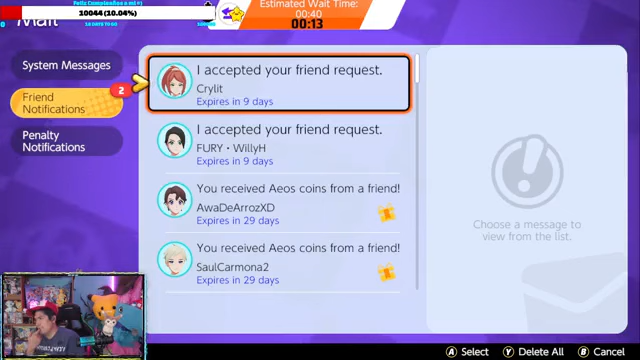 10044 (10.04%)
Estimated Wait Time:
00:40
00:13
System Messages
Friend
Notifications
2
Penalty
Notifications
I accepted your friend request.
Crylit
Expires in 9 days
I accepted your friend request.
FURY・WillyH
Expires in 9 days
You received Aeos coins from a friend!
AwaDeArrozXD
Expires in 29 days
You received Aeos coins from a friend!
SaulCarmona2
Expires in 29 days
Choose a message to
view from the list.
A Select
Y Delete All
B Back